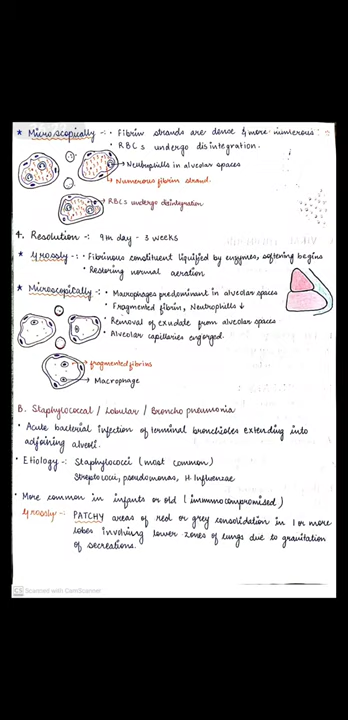 * Microscopically :- • Fibrin strands are dense & more numerous
• RBCs undergo disintegration.
→ Neutrophills in alveolar spaces
→ Numerous fibrin strand.
→ RBCs undergo deintegration
4. Resolution :- 9th day - 3 weeks
* Grossly :- • Fibrinous constituent liquified by enzymes, softening begins
• Restoring normal aeration
* Microscopically :- • Macrophages predominant in alveolar spaces
• Fragmented fibrin, Neutrophills ↓
• Removal of exudate from alveolar spaces
• Alveolar capillaries engorged.
→ fragmented fibrins
→ Macrophage
B. Staphylococcal / Lobular / Broncho pneumonia
• Acute bacterial infection of terminal bronchioles extending into
adjoining alveoli.
• Etiology :- Staphylococci (most common)
Streptococci, pseudomonas, H. Influenzae
• More common in infants or old (immunocompromised)
Grossly :- PATCHY areas of red or grey consolidation in 1 or more
lobes involving lower zones of lungs due to gravitation
of secreations.
CS Scanned with CamScanner